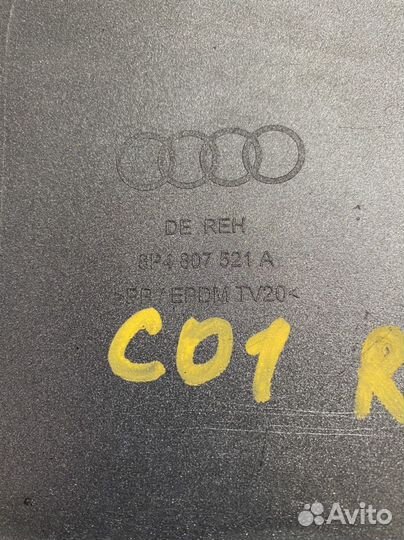 DE REH
8P4 807 521 A
>PP/EPDM TV20<
C01 R
Avito